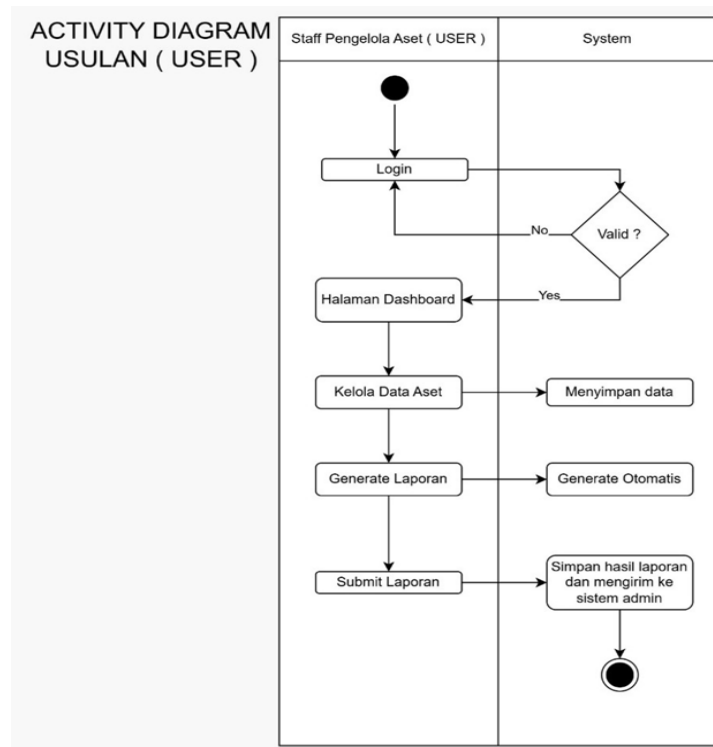 ACTIVITY DIAGRAM
USULAN ( USER )
Staff Pengelola Aset ( USER )
System
Login
Valid ?
No
Yes
Halaman Dashboard
Kelola Data Aset
Menyimpan data
Generate Laporan
Generate Otomatis
Submit Laporan
Simpan hasil laporan
dan mengirim ke
sistem admin